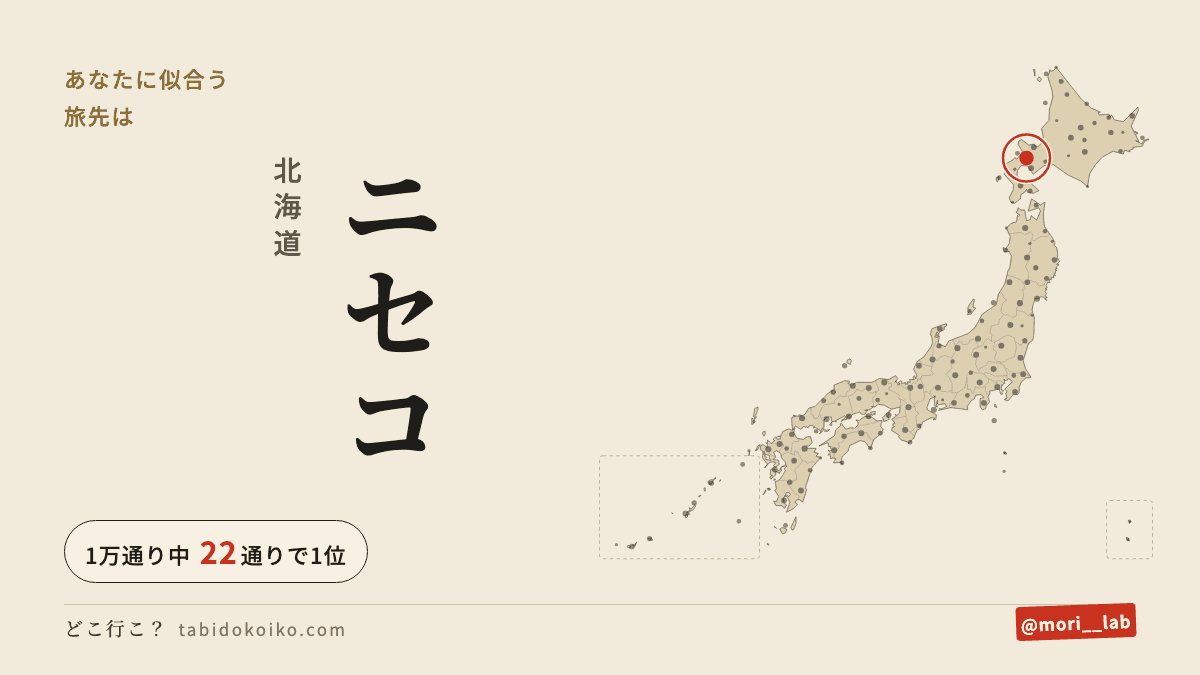 あなたに似合う
旅先は
北海道
ニセコ
1万通り中 22通りで1位
どこ行こ？ tabidokoiko.com
@mori__lab